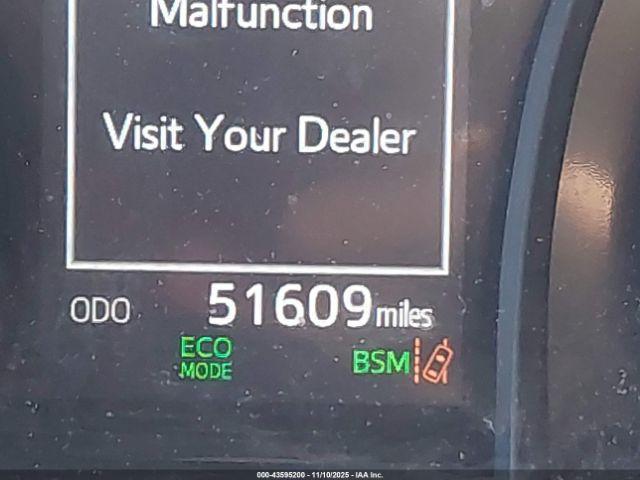 Malfunction
Visit Your Dealer
ODO 51609 miles
ECO
MODE
BSM
000-43595200 - 11/10/2025 - IAA Inc.